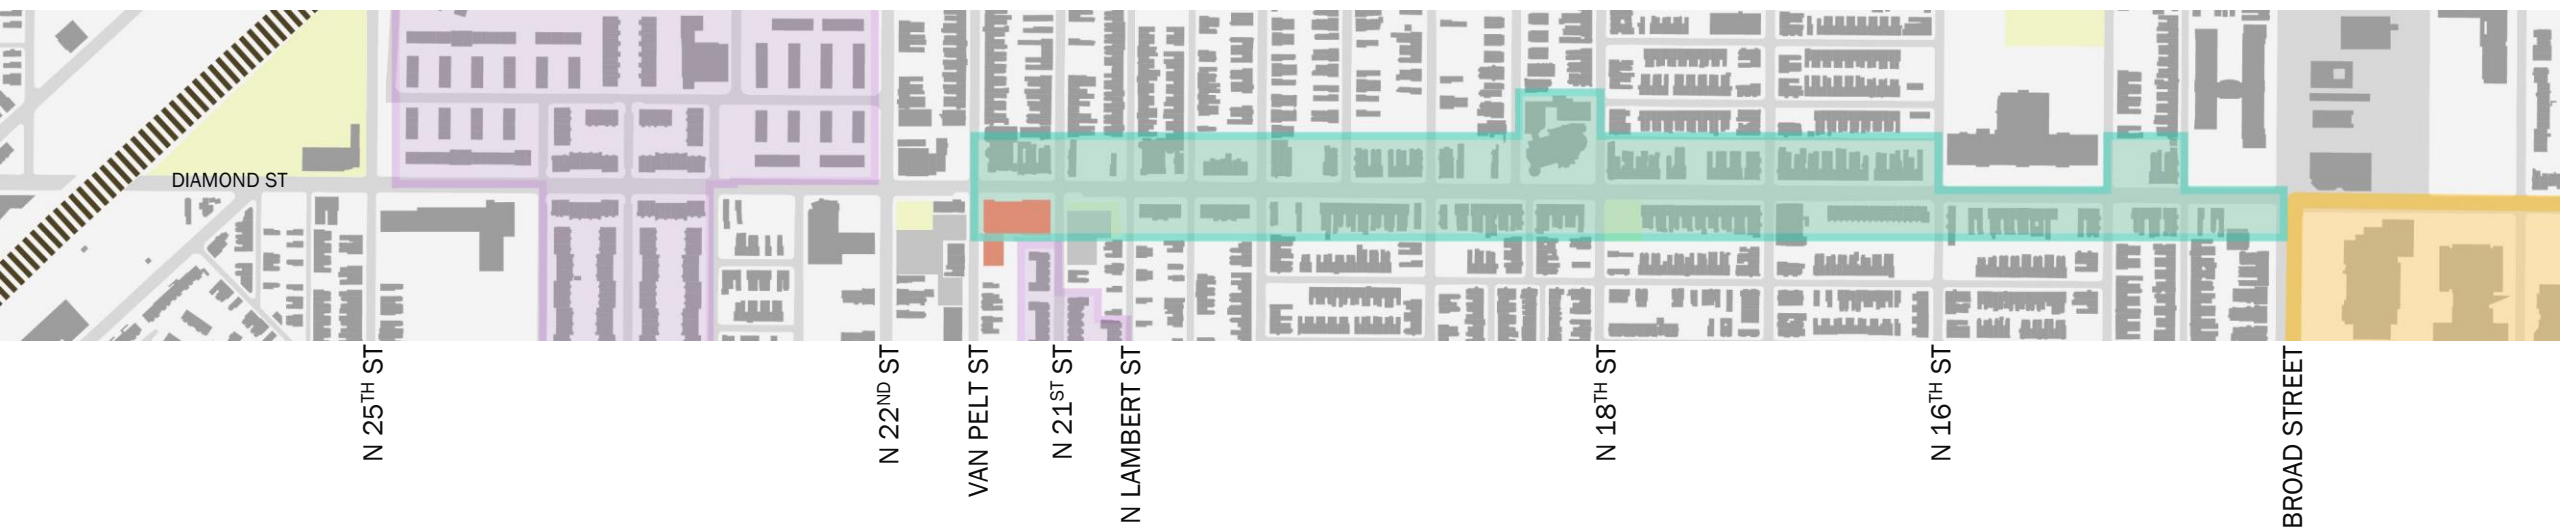 DIAMOND ST
N 25TH ST
N 22ND ST
VAN PELT ST
N 21ST ST
N LAMBERT ST
N 18TH ST
N 16TH ST
BROAD STREET